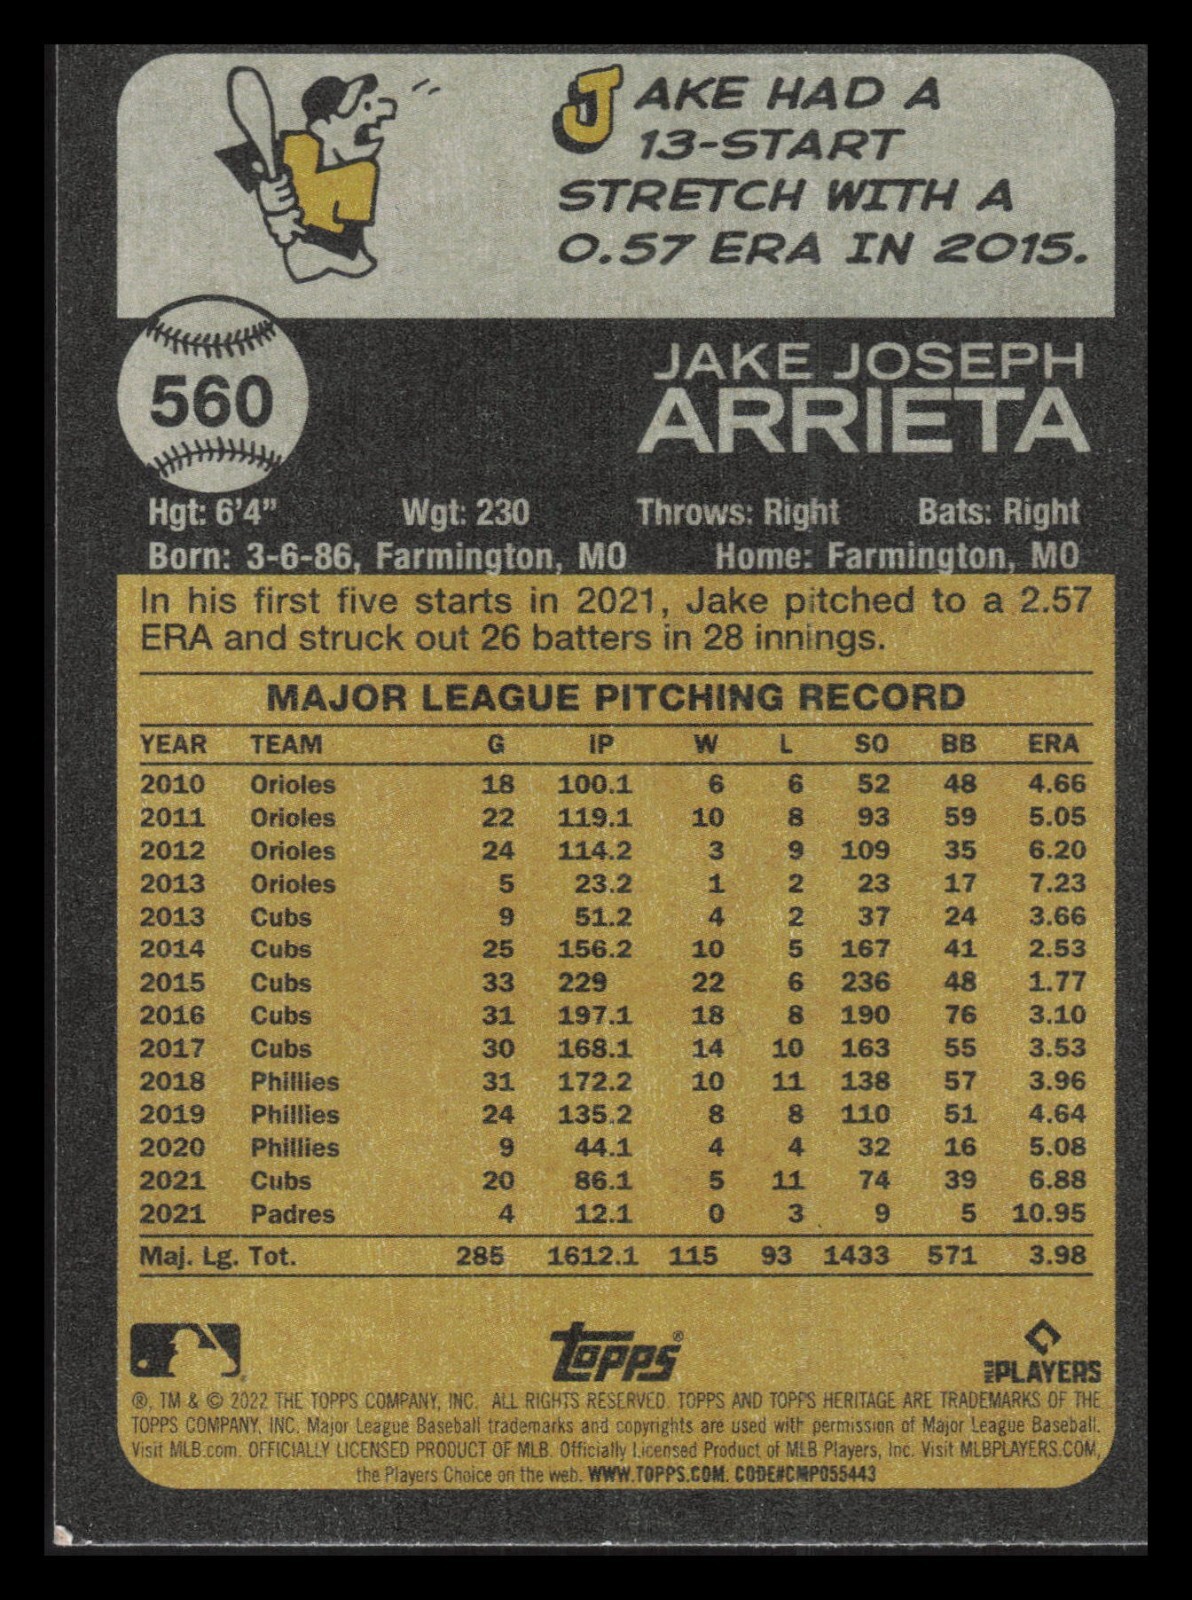 JAKE HAD A
13-START
STRETCH WITH A
0.57 ERA IN 2015.
560
JAKE JOSEPH
ARRIETA
Hgt: 6'4" Wgt: 230 Throws: Right Bats: Right
Born: 3-6-86, Farmington, MO Home: Farmington, MO
In his first five starts in 2021, Jake pitched to a 2.57
ERA and struck out 26 batters in 28 innings.
MAJOR LEAGUE PITCHING RECORD
YEAR TEAM G IP W L SO BB ERA
2010 Orioles 18 100.1 6 6 52 48 4.66
2011 Orioles 22 119.1 10 8 93 59 5.05
2012 Orioles 24 114.2 3 9 109 35 6.20
2013 Orioles 5 23.2 1 2 23 17 7.23
2013 Cubs 9 51.2 4 2 37 24 3.66
2014 Cubs 25 156.2 10 5 167 41 2.53
2015 Cubs 33 229 22 6 236 48 1.77
2016 Cubs 31 197.1 18 8 190 76 3.10
2017 Cubs 30 168.1 14 10 163 55 3.53
2018 Phillies 31 172.2 10 11 138 57 3.96
2019 Phillies 24 135.2 8 8 110 51 4.64
2020 Phillies 9 44.1 4 4 32 16 5.08
2021 Cubs 20 86.1 5 11 74 39 6.88
2021 Padres 4 12.1 0 3 9 5 10.95
Maj. Lg. Tot. 285 1612.1 115 93 1433 571 3.98
Topps® MLB PLAYERS
®, TM & © 2022 THE TOPPS COMPANY, INC. ALL RIGHTS RESERVED. TOPPS AND TOPPS HERITAGE ARE TRADEMARKS OF THE
TOPPS COMPANY, INC. Major League Baseball trademarks and copyrights are used with permission of Major League Baseball.
Visit MLB.com. OFFICIALLY LICENSED PRODUCT OF MLB. Officially Licensed Product of MLB Players, Inc. Visit MLBPLAYERS.COM,
the Players Choice on the web. WWW.TOPPS.COM. CODE#CMP055443